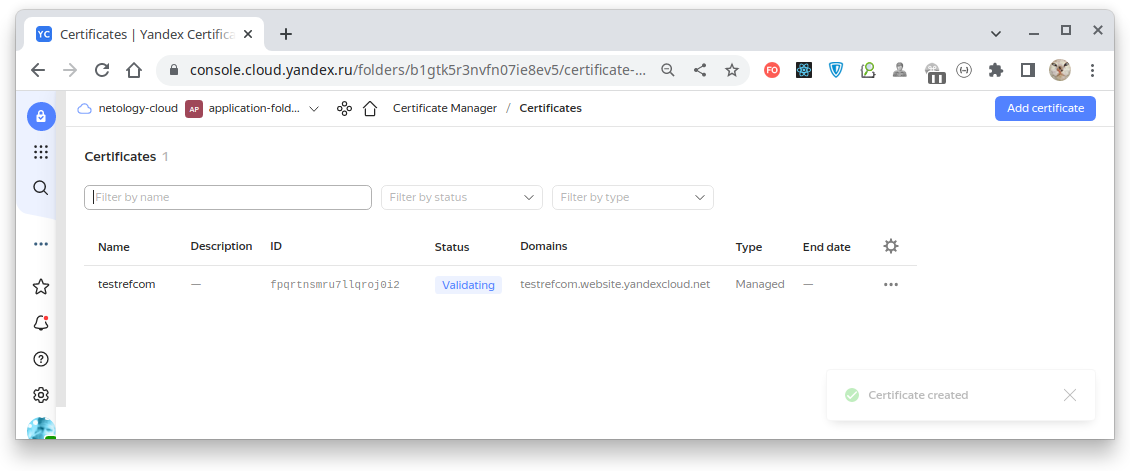 YC Certificates | Yandex Certifica
console.cloud.yandex.ru/folders/b1gtk5r3nvfn07ie8ev5/certificate-...
FO
netology-cloud AP application-fold... Certificate Manager / Certificates Add certificate
Certificates 1
Filter by name Filter by status Filter by type
Name Description ID Status Domains Type End date
testrefcom — fpqrtnsmru7llqroj0i2 Validating testrefcom.website.yandexcloud.net Managed —
Certificate created